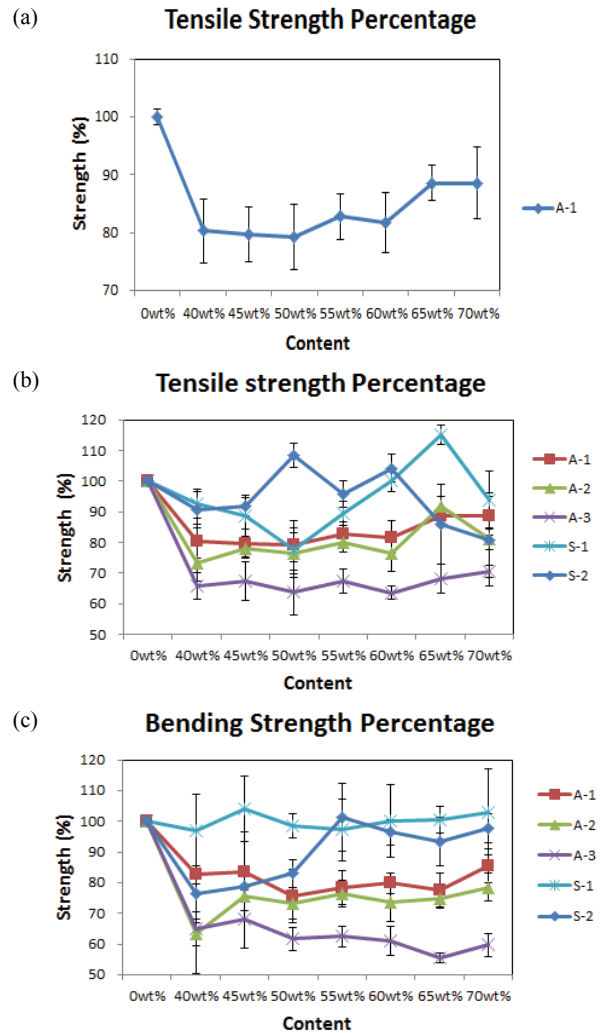 (a)
Tensile Strength Percentage
110
100
90
80
70
Strength (%)
0wt% 40wt% 45wt% 50wt% 55wt% 60wt% 65wt% 70wt%
Content
A-1
(b)
Tensile strength Percentage
120
110
100
90
80
70
60
50
Strength (%)
0wt% 40wt% 45wt% 50wt% 55wt% 60wt% 65wt% 70wt%
Content
A-1
A-2
A-3
S-1
S-2
(c)
Bending Strength Percentage
120
110
100
90
80
70
60
50
Strength (%)
0wt% 40wt% 45wt% 50wt% 55wt% 60wt% 65wt% 70wt%
Content
A-1
A-2
A-3
S-1
S-2